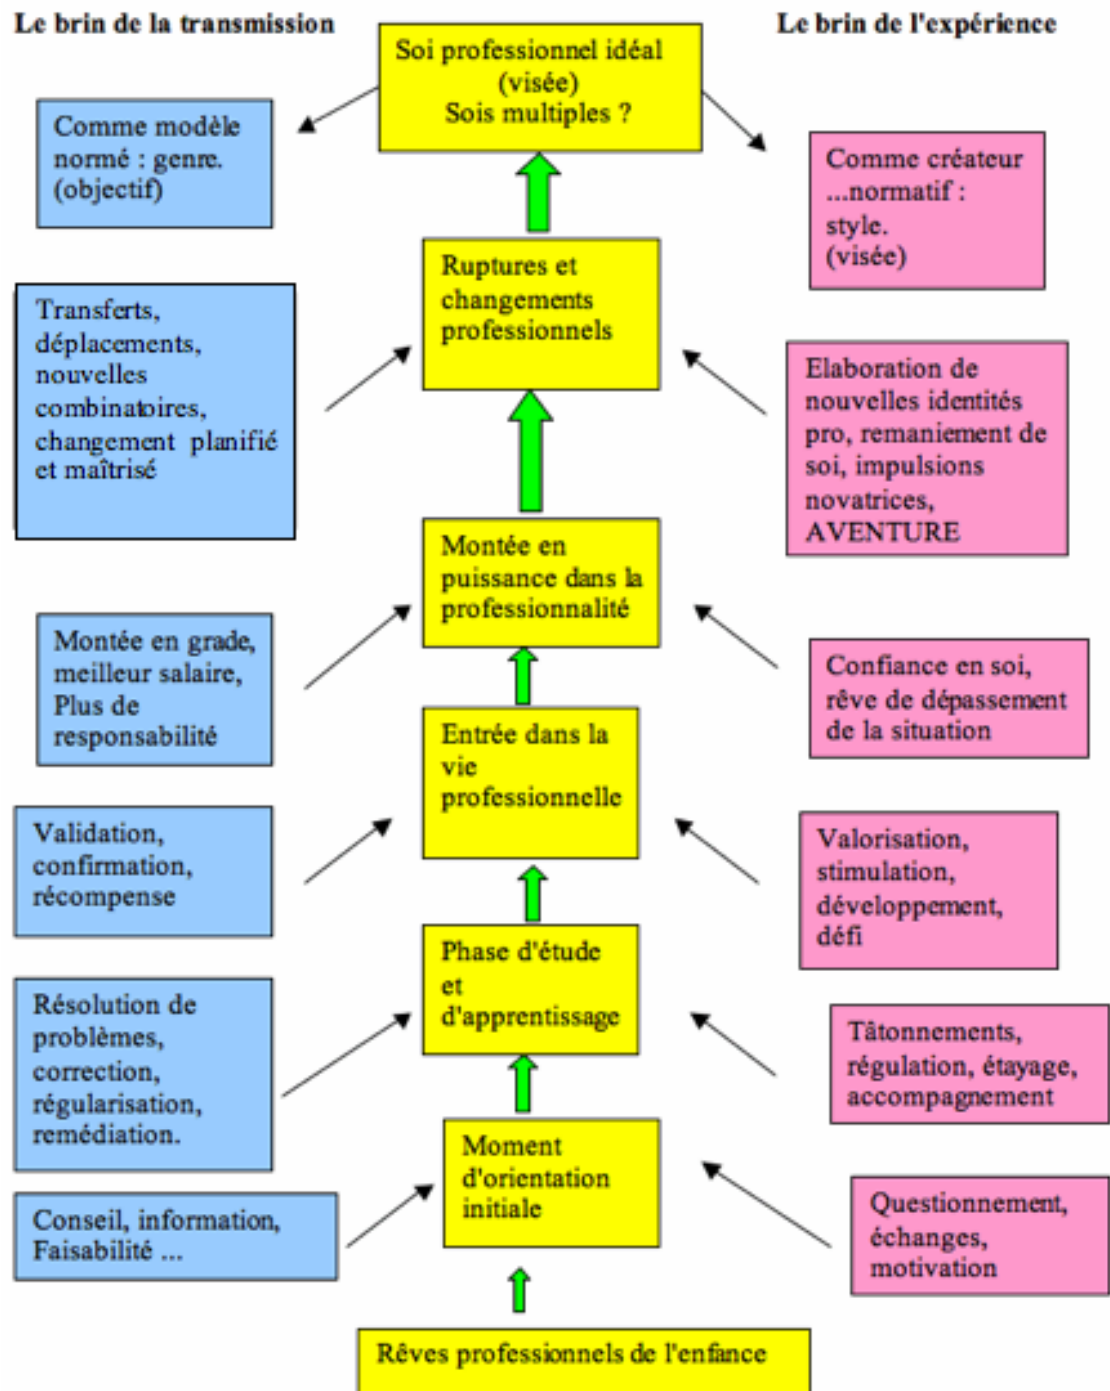 Le brin de la transmission
Le brin de l'expérience
Soi professionnel idéal
(visée)
Sois multiples ?
Comme modèle
normé : genre.
(objectif)
Comme créateur
...normatif :
style.
(visée)
Ruptures et
changements
professionnels
Transferts,
déplacements,
nouvelles
combinatoires,
changement planifié
et maîtrisé
Elaboration de
nouvelles identités
pro, remaniement de
soi, impulsions
novatrices,
AVENTURE
Montée en
puissance dans la
professionnalité
Montée en grade,
meilleur salaire,
Plus de
responsabilité
Confiance en soi,
rêve de dépassement
de la situation
Entrée dans la
vie
professionnelle
Validation,
confirmation,
récompense
Valorisation,
stimulation,
développement,
défi
Phase d'étude
et
d'apprentissage
Résolution de
problèmes,
correction,
régularisation,
remédiation.
Tâtonnements,
régulation, étayage,
accompagnement
Moment
d'orientation
initiale
Conseil, information,
Faisabilité ...
Questionnement,
échanges,
motivation
Rêves professionnels de l'enfance